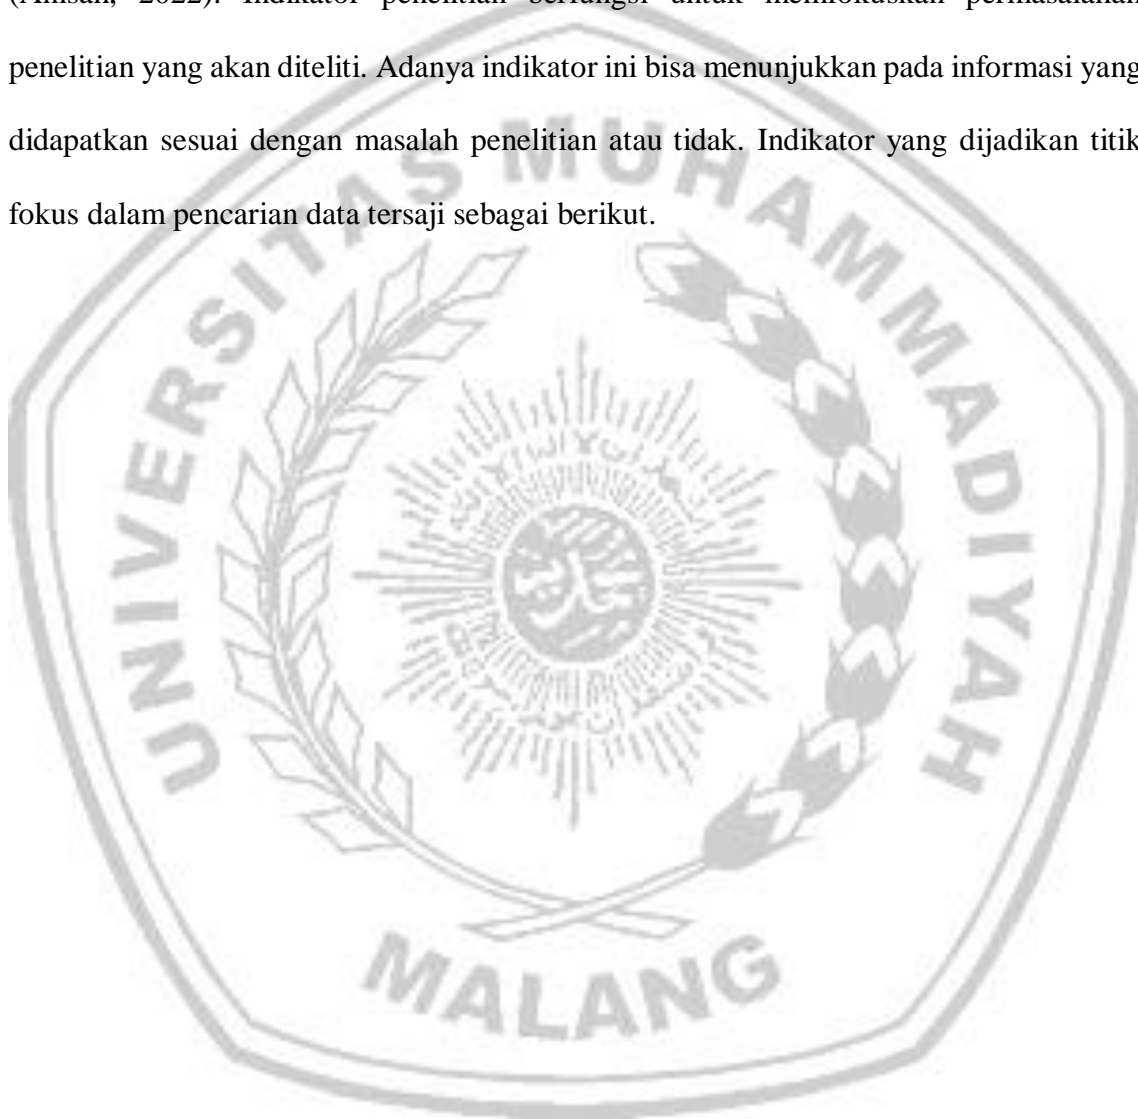 2022). Indikator penelitian berfungsi untuk memfokuskan permasalahan
penelitian yang akan diteliti. Adanya indikator ini bisa menunjukkan pada informasi yang
didapatkan sesuai dengan masalah penelitian atau tidak. Indikator yang dijadikan titik
fokus dalam pencarian data tersaji sebagai berikut.
UNIVERSITAS MUHAMMADIYAH
MALANG